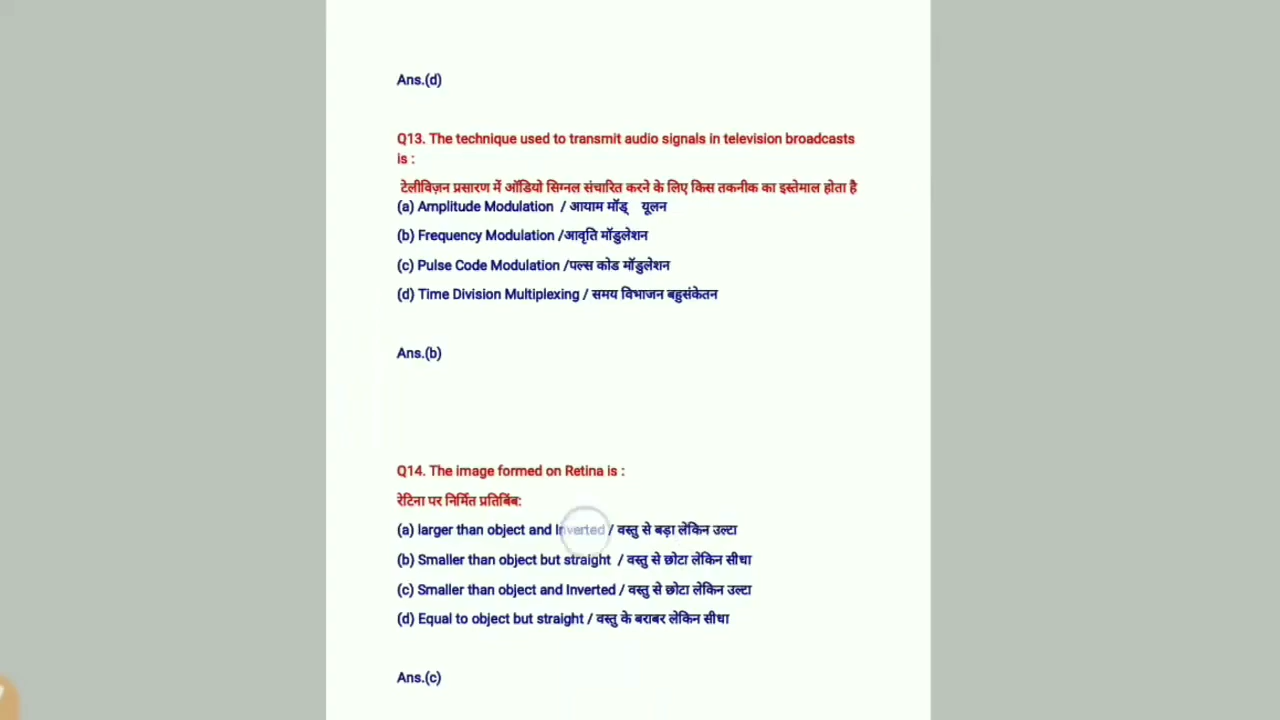 Ans.(d)
Q13. The technique used to transmit audio signals in television broadcasts
is :
टेलीविज़न प्रसारण में ऑडियो सिग्नल संचारित करने के लिए किस तकनीक का इस्तेमाल होता है
(a) Amplitude Modulation / आयाम मॉड् यूलन
(b) Frequency Modulation /आवृति मॉडुलेशन
(c) Pulse Code Modulation /पल्स कोड मॉडुलेशन
(d) Time Division Multiplexing / समय विभाजन बहुसंकेतन
Ans.(b)
Q14. The image formed on Retina is :
रेटिना पर निर्मित प्रतिबिंब:
(a) larger than object and Inverted / वस्तु से बड़ा लेकिन उल्टा
(b) Smaller than object but straight / वस्तु से छोटा लेकिन सीधा
(c) Smaller than object and Inverted / वस्तु से छोटा लेकिन उल्टा
(d) Equal to object but straight / वस्तु के बराबर लेकिन सीधा
Ans.(c)